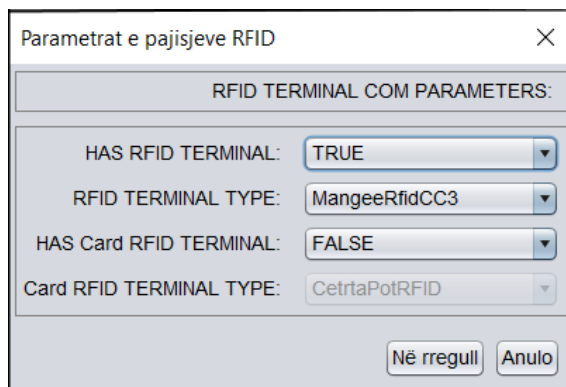 Parametrat e pajisjeve RFID
RFID TERMINAL COM PARAMETERS:
HAS RFID TERMINAL: TRUE
RFID TERMINAL TYPE: MangeeRfidCC3
HAS Card RFID TERMINAL: FALSE
Card RFID TERMINAL TYPE: CetrtaPotRFID
Në rregull Anulo